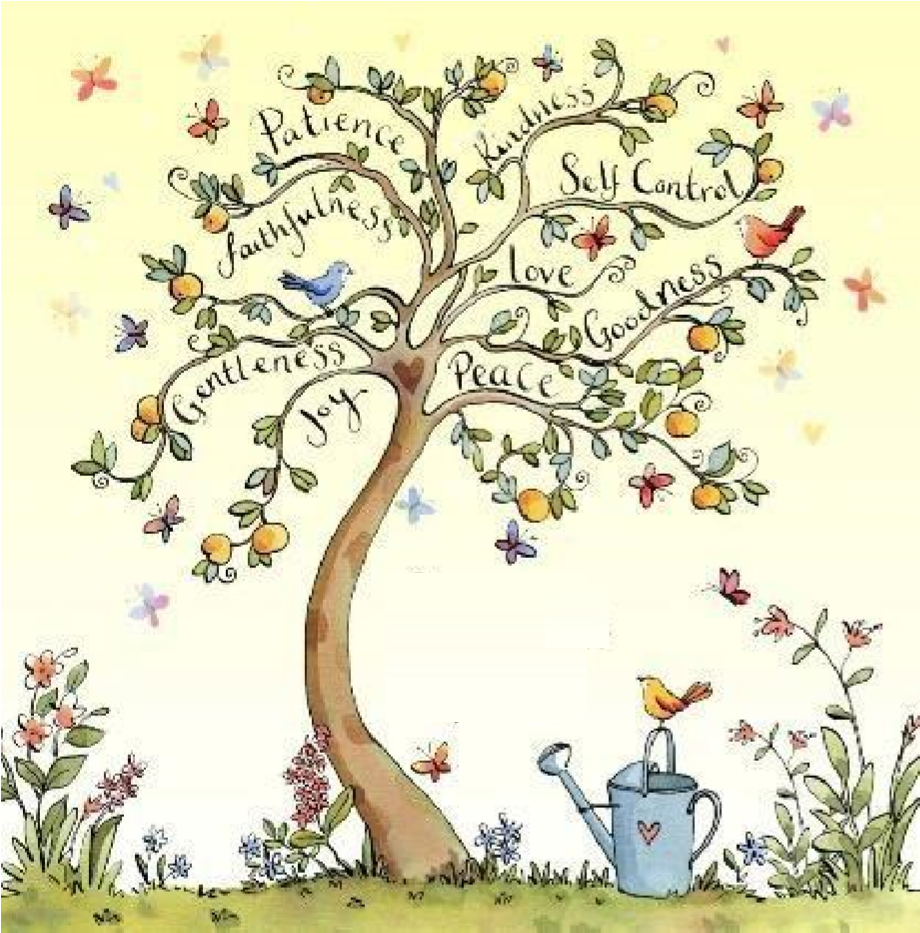 Patience
Kindness
Self Control
faithfulness
love
Goodness
Gentleness
Peace
Joy